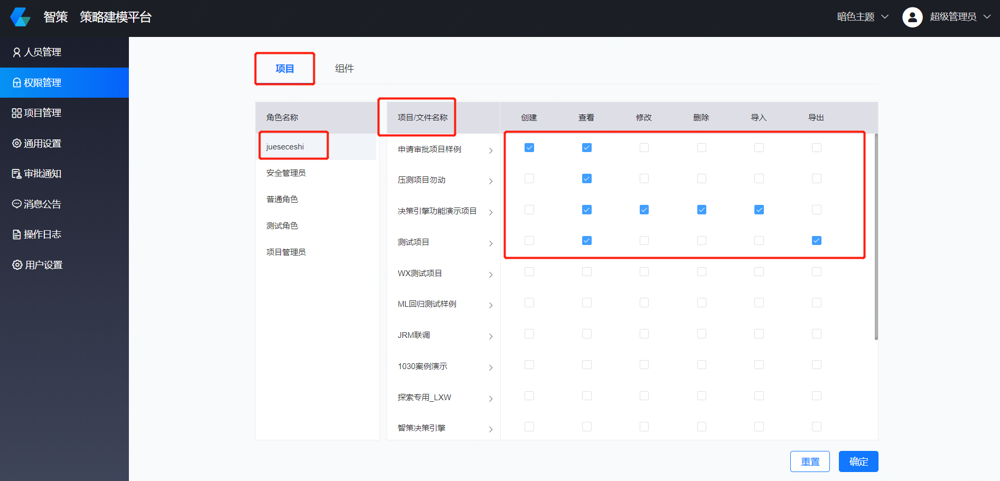 智策 策略建模平台
暗色主题
超级管理员
人员管理
权限管理
项目管理
通用设置
审批通知
消息公告
操作日志
用户设置
项目
组件
角色名称
jueseceshi
安全管理员
普通角色
测试角色
项目管理员
项目/文件名称 创建 查看 修改 删除 导入 导出
申请审批项目样例
压测项目勿动
决策引擎功能演示项目
测试项目
WX测试项目
ML回归测试样例
JRM联调
1030案例演示
探索专用_LXW
智策决策引擎
重置
确定